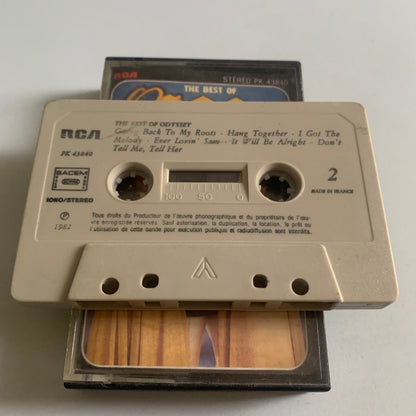 THE BEST OF
RCA
STEREO PK 43840
RCA
THE BEST OF ODYSSEY
Going Back To My Roots - Hang Together - I Got The
Melody - Ever Lovin' Sam - It Will Be Alright - Don't
Tell Me, Tell Her
PK 43840
SACEM
MONO/STEREO
100 50 0
2
MADE IN FRANCE
℗
1982
Tous droits du Producteur de l'œuvre phonographique et du propriétaire de l'œu-
vre enregistrée réservés. Sauf autorisation, la duplication, la location, le prêt ou
l'utilisation de cette bande pour exécution publique et radiodiffusion sont interdits.